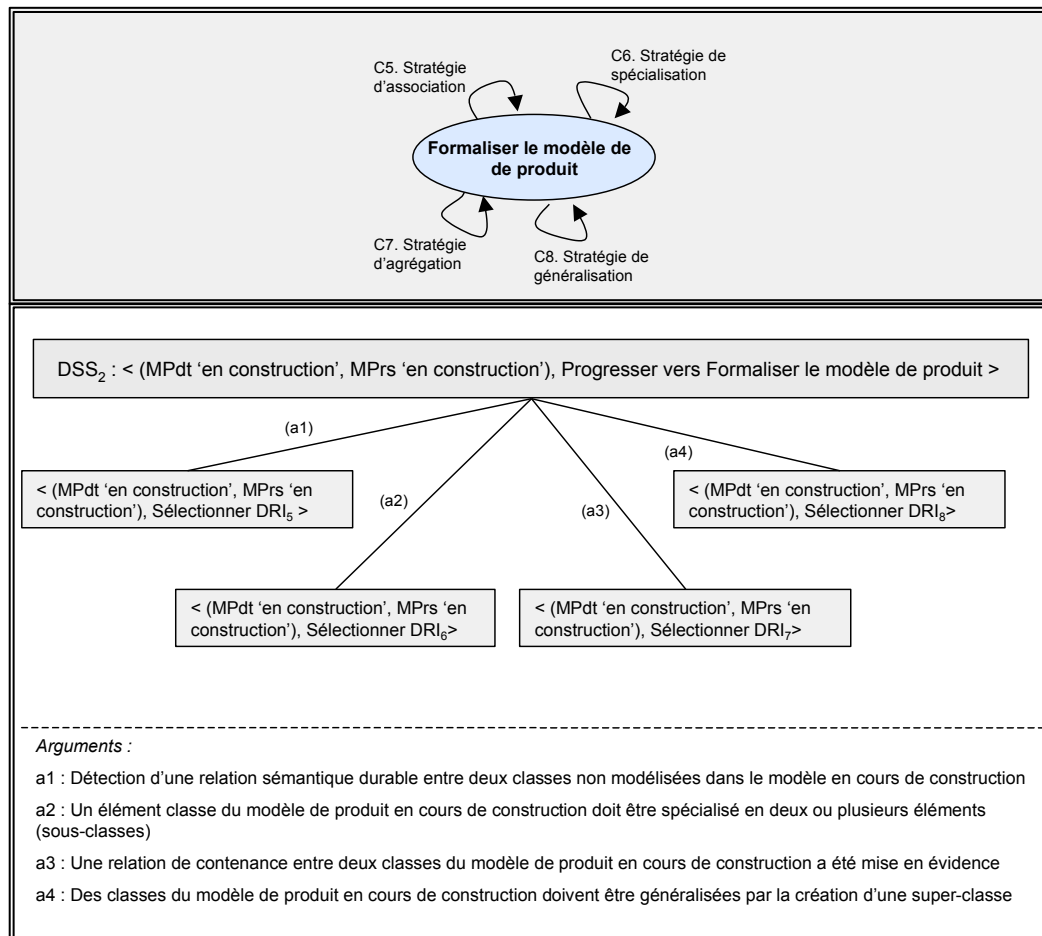 C5. Stratégie
d'association
C6. Stratégie de
spécialisation
Formaliser le modèle de
de produit
C7. Stratégie
d'agrégation
C8. Stratégie de
généralisation
DSS2 : < (MPdt ‘en construction’, MPrs ‘en construction’), Progresser vers Formaliser le modèle de produit >
(a1)
(a2)
(a3)
(a4)
< (MPdt ‘en construction’, MPrs ‘en
construction’), Sélectionner DRI5 >
< (MPdt ‘en construction’, MPrs ‘en
construction’), Sélectionner DRI8>
< (MPdt ‘en construction’, MPrs ‘en
construction’), Sélectionner DRI6>
< (MPdt ‘en construction’, MPrs ‘en
construction’), Sélectionner DRI7>
Arguments :
a1 : Détection d’une relation sémantique durable entre deux classes non modélisées dans le modèle en cours de construction
a2 : Un élément classe du modèle de produit en cours de construction doit être spécialisé en deux ou plusieurs éléments
(sous-classes)
a3 : Une relation de contenance entre deux classes du modèle de produit en cours de construction a été mise en évidence
a4 : Des classes du modèle de produit en cours de construction doivent être généralisées par la création d’une super-classe